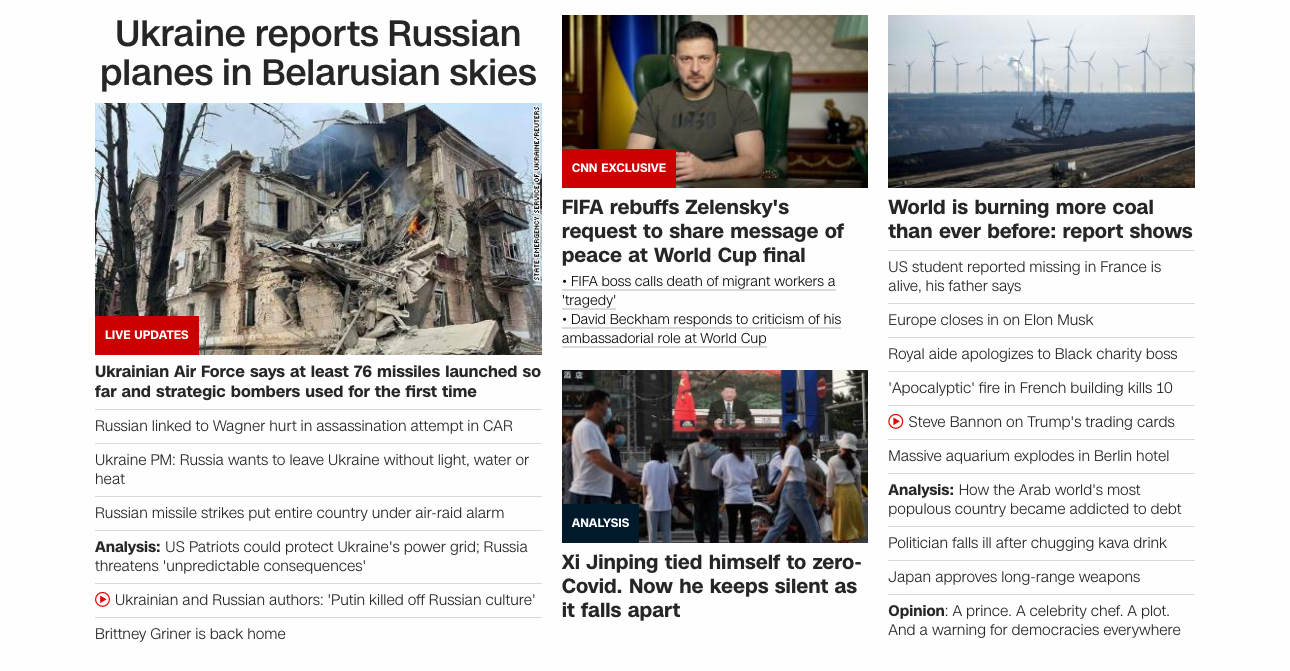 Ukraine reports Russian
planes in Belarusian skies
STATE EMERGENCY SERVICE OF UKRAINE/REUTERS
LIVE UPDATES
Ukrainian Air Force says at least 76 missiles launched so
far and strategic bombers used for the first time
Russian linked to Wagner hurt in assassination attempt in CAR
Ukraine PM: Russia wants to leave Ukraine without light, water or
heat
Russian missile strikes put entire country under air-raid alarm
Analysis: US Patriots could protect Ukraine's power grid; Russia
threatens 'unpredictable consequences'
Ukrainian and Russian authors: 'Putin killed off Russian culture'
Brittney Griner is back home
CNN EXCLUSIVE
FIFA rebuffs Zelensky's
request to share message of
peace at World Cup final
• FIFA boss calls death of migrant workers a
'tragedy'
• David Beckham responds to criticism of his
ambassadorial role at World Cup
酒店
ANALYSIS
Xi Jinping tied himself to zero-
Covid. Now he keeps silent as
it falls apart
World is burning more coal
than ever before: report shows
US student reported missing in France is
alive, his father says
Europe closes in on Elon Musk
Royal aide apologizes to Black charity boss
'Apocalyptic' fire in French building kills 10
Steve Bannon on Trump's trading cards
Massive aquarium explodes in Berlin hotel
Analysis: How the Arab world's most
populous country became addicted to debt
Politician falls ill after chugging kava drink
Japan approves long-range weapons
Opinion: A prince. A celebrity chef. A plot.
And a warning for democracies everywhere